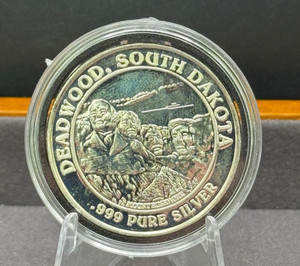 DEADWOOD, SOUTH DAKOTA
.999 PURE SILVER